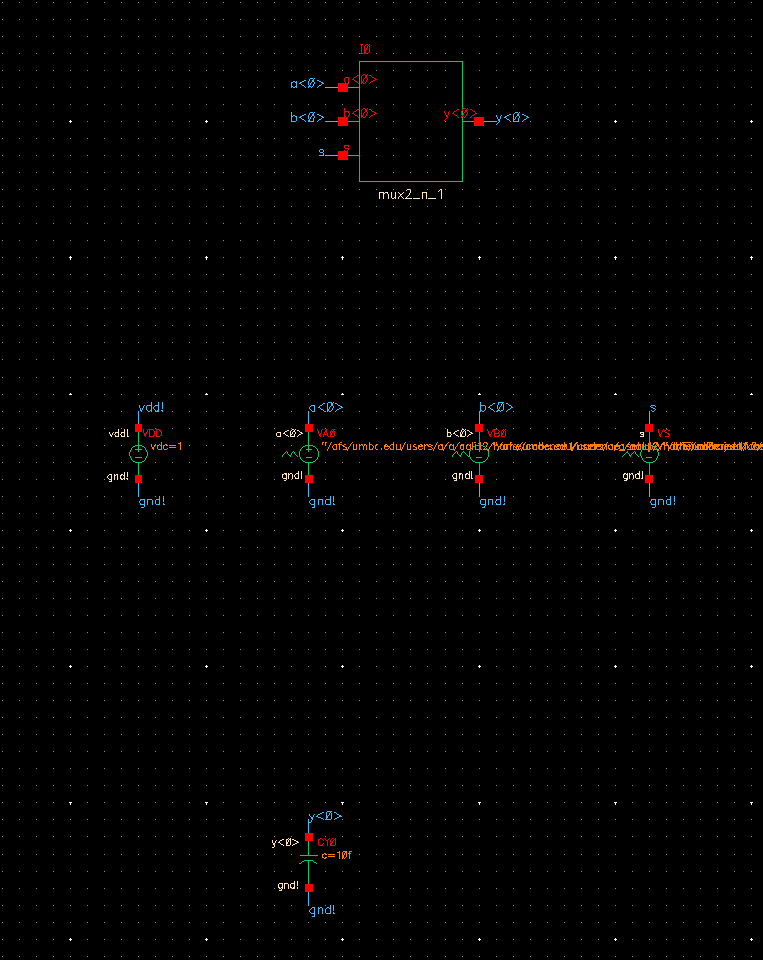 I0
a<0> a<0>
b<0> b<0> y<0> y<0>
s s
mux2_n_1
vdd! a<0> b<0> s
vdd! VDD a<0> VA0 b<0> VB0 s VS
vdc=1 "/afs/umbc.edu/users/q/
gnd! gnd! gnd! gnd!
gnd! gnd! gnd! gnd!
y<0>
y<0> CY0
c=10f
gnd!
gnd!